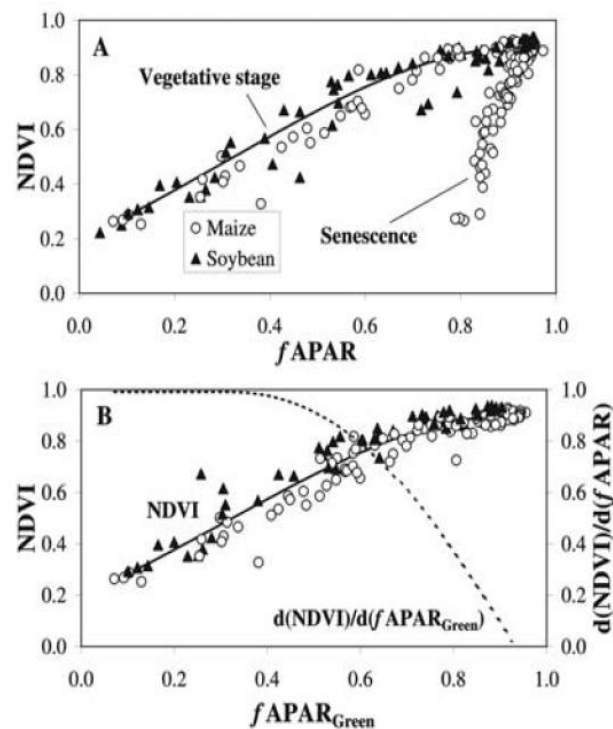 A
Vegetative stage
NDVI
1.0
0.8
0.6
0.4
0.2
0.0
Maize
Soybean
Senescence
0.0 0.2 0.4 0.6 0.8 1.0
fAPAR
B
NDVI
1.0
0.8
0.6
0.4
0.2
0.0
NDVI
d(NDVI)/d(fAPARGreen)
1.0
0.8
0.6
0.4
0.2
0.0
d(NDVI)/d(fAPAR)
0.0 0.2 0.4 0.6 0.8 1.0
fAPARGreen